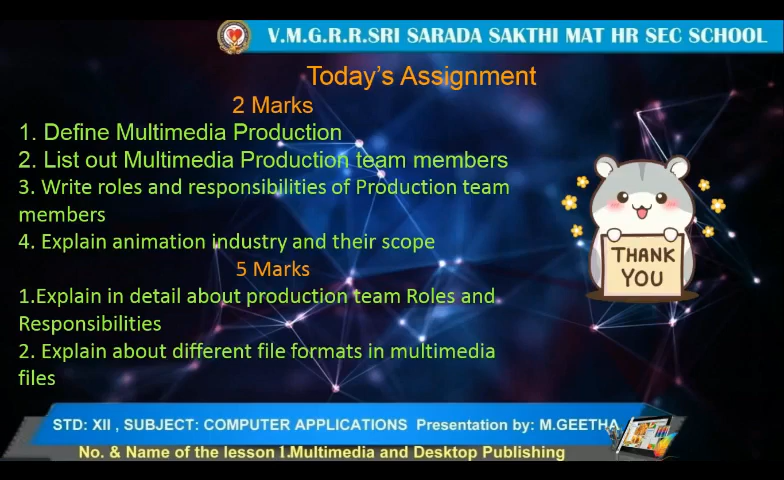 V.M.G.R.R.SRI SARADA SAKTHI MAT HR SEC SCHOOL
Today's Assignment
2 Marks
1. Define Multimedia Production
2. List out Multimedia Production team members
3. Write roles and responsibilities of Production team
members
4. Explain animation industry and their scope
THANK
YOU
5 Marks
1.Explain in detail about production team Roles and
Responsibilities
2. Explain about different file formats in multimedia
files
STD: XII , SUBJECT: COMPUTER APPLICATIONS Presentation by: M.GEETHA
No. & Name of the lesson 1.Multimedia and Desktop Publishing